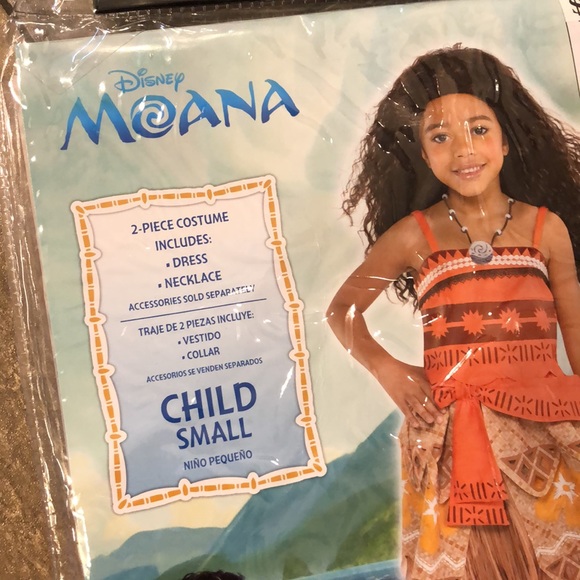 DISNEY
MOANA
2-PIECE COSTUME
INCLUDES:
▪ DRESS
▪ NECKLACE
ACCESSORIES SOLD SEPARATELY
TRAJE DE 2 PIEZAS INCLUYE:
▪ VESTIDO
▪ COLLAR
ACCESORIOS SE VENDEN SEPARADOS
CHILD
SMALL
NIÑO PEQUEÑO